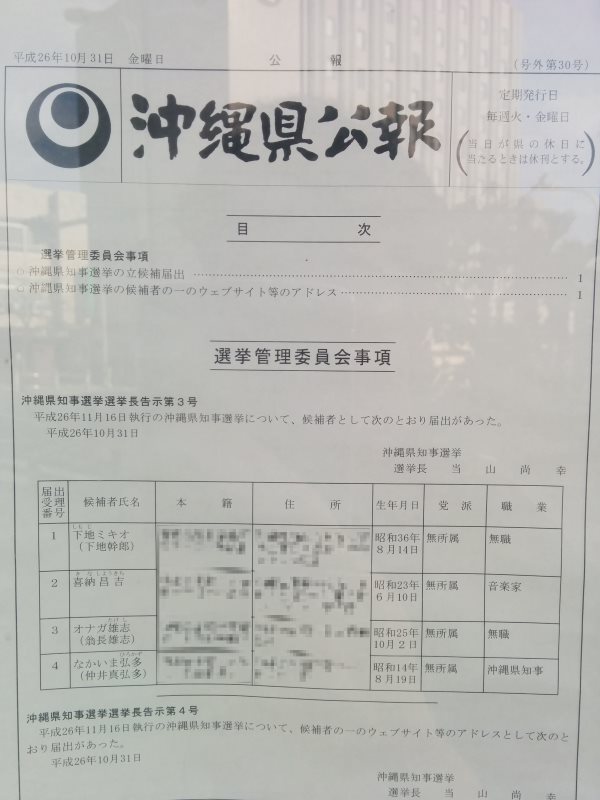 平成26年10月31日 金曜日 公報 (号外第30号)
沖縄県公報
定期発行日
毎週火・金曜日
(当日が県の休日に
当たるときは休刊とする。)
目次
選挙管理委員会事項
○沖縄県知事選挙の立候補届出 …… 1
○沖縄県知事選挙の候補者の一のウェブサイト等のアドレス …… 1
選挙管理委員会事項
沖縄県知事選挙選挙長告示第3号
平成26年11月16日執行の沖縄県知事選挙について、候補者として次のとおり届出があった。
平成26年10月31日
沖縄県知事選挙
選挙長 当山尚幸
届出受理番号 候補者氏名 本籍 住所 生年月日 党派 職業
1 下地ミキオ(下地幹郎) しもじ 昭和36年8月14日 無所属 無職
2 喜納昌吉 きなしょうきち 昭和23年6月10日 無所属 音楽家
3 オナガ雄志(翁長雄志) たけし 昭和25年10月2日 無所属 無職
4 なかいま弘多(仲井真弘多) ひろかず 昭和14年8月19日 無所属 沖縄県知事
沖縄県知事選挙選挙長告示第4号
平成26年11月16日執行の沖縄県知事選挙について、候補者の一のウェブサイト等のアドレスとして次のと
おり届出があった。
平成26年10月31日
沖縄県知事選挙
選挙長 当山尚幸